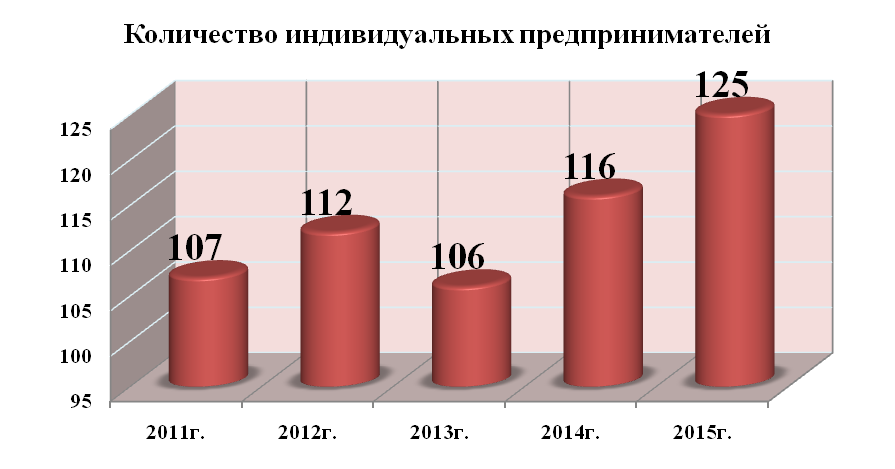 Количество индивидуальных предпринимателей
125
120
115
110
105
100
95
107
112
106
116
125
2011г.
2012г.
2013г.
2014г.
2015г.